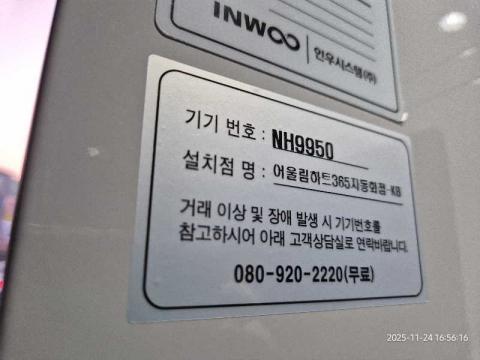 INWOO
인우시스템(주)
기기 번호 : NH9950
설치점 명 : 어울림하트365자동화점-KB
거래 이상 및 장애 발생 시 기기번호를
참고하시어 아래 고객상담실로 연락바랍니다.
080-920-2220(무료)
2025-11-24 16:56:16